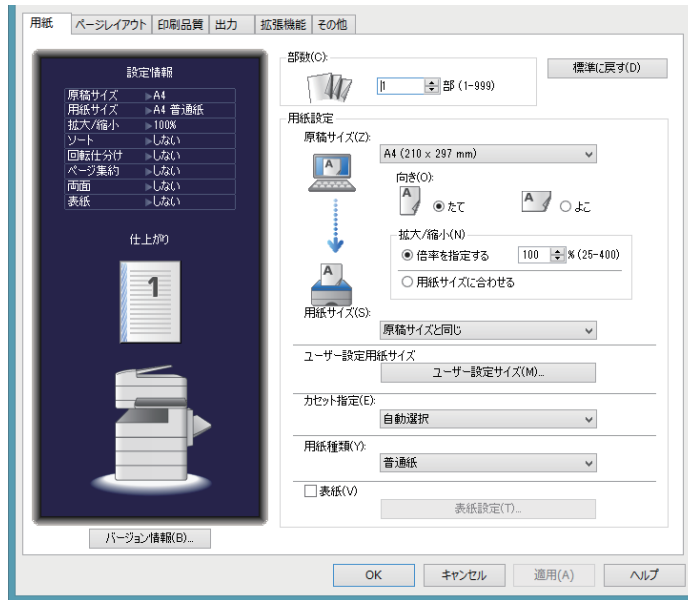 用紙 ページレイアウト 印刷品質 出力 拡張機能 その他
設定情報
原稿サイズ ▶A4
用紙サイズ ▶A4 普通紙
拡大/縮小 ▶100%
ソート ▶しない
回転仕分け ▶しない
ページ集約 ▶しない
両面 ▶しない
表紙 ▶しない
仕上がり
1
バージョン情報(B)...
部数(C):
1 部 (1-999)
標準に戻す(D)
用紙設定
原稿サイズ(Z):
A4 (210 x 297 mm)
向き(O):
A たて A よこ
拡大/縮小(N)
倍率を指定する 100 % (25-400)
用紙サイズに合わせる
A
A
用紙サイズ(S):
原稿サイズと同じ
ユーザー設定用紙サイズ
ユーザー設定サイズ(M)...
カセット指定(E):
自動選択
用紙種類(Y):
普通紙
表紙(V)
表紙設定(T)...
OK キャンセル 適用(A) ヘルプ